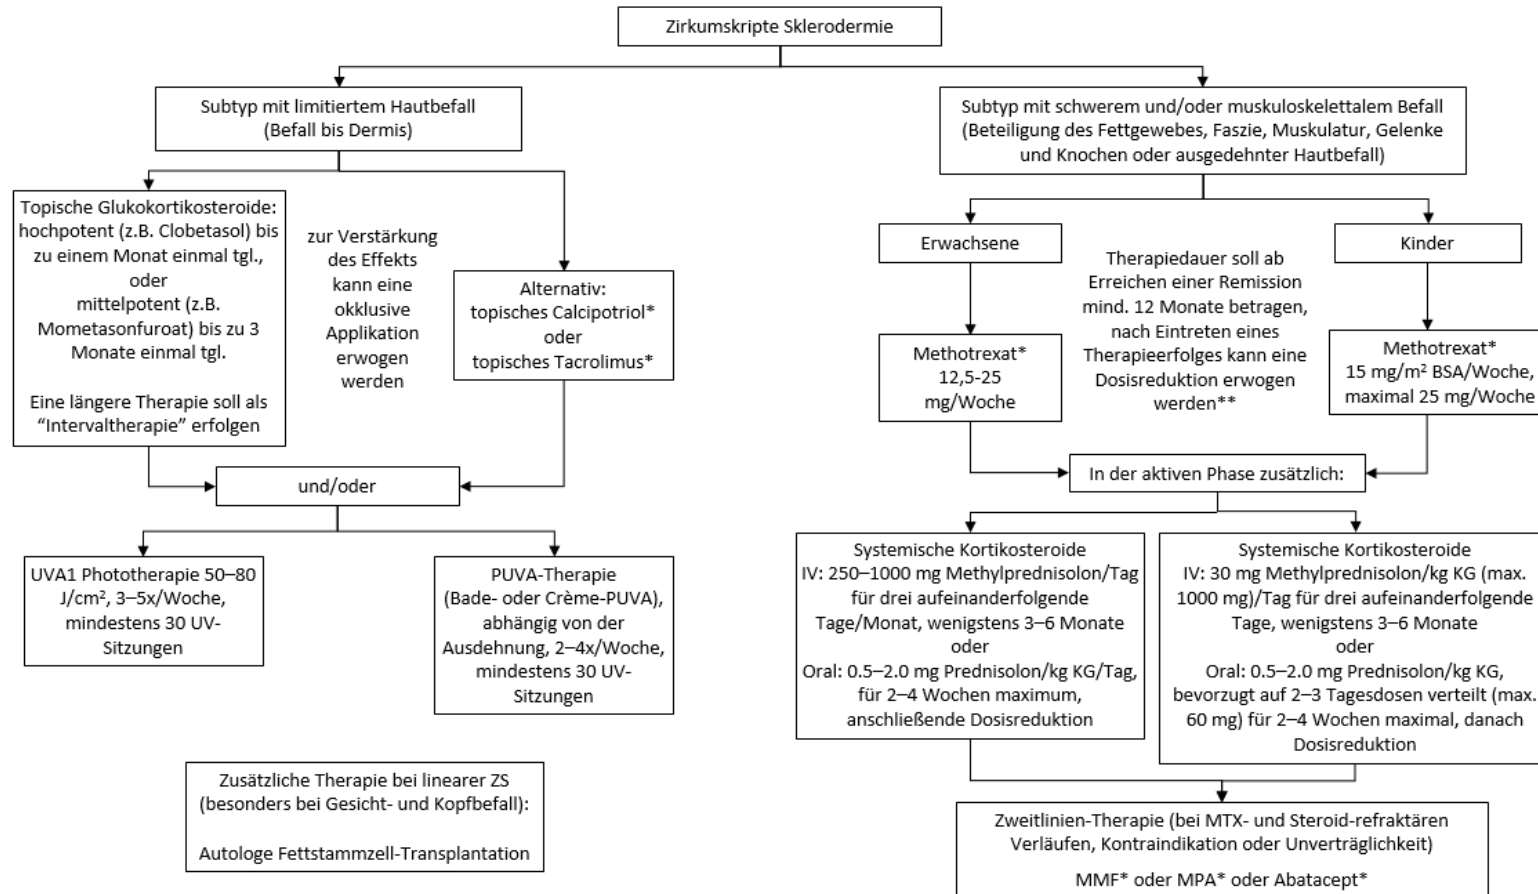 Zirkumskripte Sklerodermie
Subtyp mit limitiertem Hautbefall
(Befall bis Dermis)
Topische Glukokortikosteroide:
hochpotent (z.B. Clobetasol) bis
zu einem Monat einmal tgl.,
oder
mittelpotent (z.B.
Mometasonfuroat) bis zu 3
Monate einmal tgl.
Eine längere Therapie soll als
“Intervaltherapie” erfolgen
zur Verstärkung
des Effekts
kann eine
okklusive
Applikation
erwogen
werden
Alternativ:
topisches Calcipotriol*
oder
topisches Tacrolimus*
und/oder
UVA1 Phototherapie 50–80
J/cm², 3–5x/Woche,
mindestens 30 UV-
Sitzungen
PUVA-Therapie
(Bade- oder Crème-PUVA),
abhängig von der
Ausdehnung, 2–4x/Woche,
mindestens 30 UV-
Sitzungen
Zusätzliche Therapie bei linearer ZS
(besonders bei Gesicht- und Kopfbefall):
Autologe Fettstammzell-Transplantation
Subtyp mit schwerem und/oder muskuloskelettalem Befall
(Beteiligung des Fettgewebes, Faszie, Muskulatur, Gelenke
und Knochen oder ausgedehnter Hautbefall)
Erwachsene
Methotrexat*
12,5-25
mg/Woche
Therapiedauer soll ab
Erreichen einer Remission
mind. 12 Monate betragen,
nach Eintreten eines
Therapieerfolges kann eine
Dosisreduktion erwogen
werden**
Kinder
Methotrexat*
15 mg/m² BSA/Woche,
maximal 25 mg/Woche
In der aktiven Phase zusätzlich:
Systemische Kortikosteroide
IV: 250–1000 mg Methylprednisolon/Tag
für drei aufeinanderfolgende
Tage/Monat, wenigstens 3–6 Monate
oder
Oral: 0.5–2.0 mg Prednisolon/kg KG/Tag,
für 2–4 Wochen maximum,
anschließende Dosisreduktion
Systemische Kortikosteroide
IV: 30 mg Methylprednisolon/kg KG (max.
1000 mg)/Tag für drei aufeinanderfolgende
Tage, wenigstens 3–6 Monate
oder
Oral: 0.5–2.0 mg Prednisolon/kg KG,
bevorzugt auf 2–3 Tagesdosen verteilt (max.
60 mg) für 2–4 Wochen maximal, danach
Dosisreduktion
Zweitlinien-Therapie (bei MTX- und Steroid-refraktären
Verläufen, Kontraindikation oder Unverträglichkeit)
MMF* oder MPA* oder Abatacept*